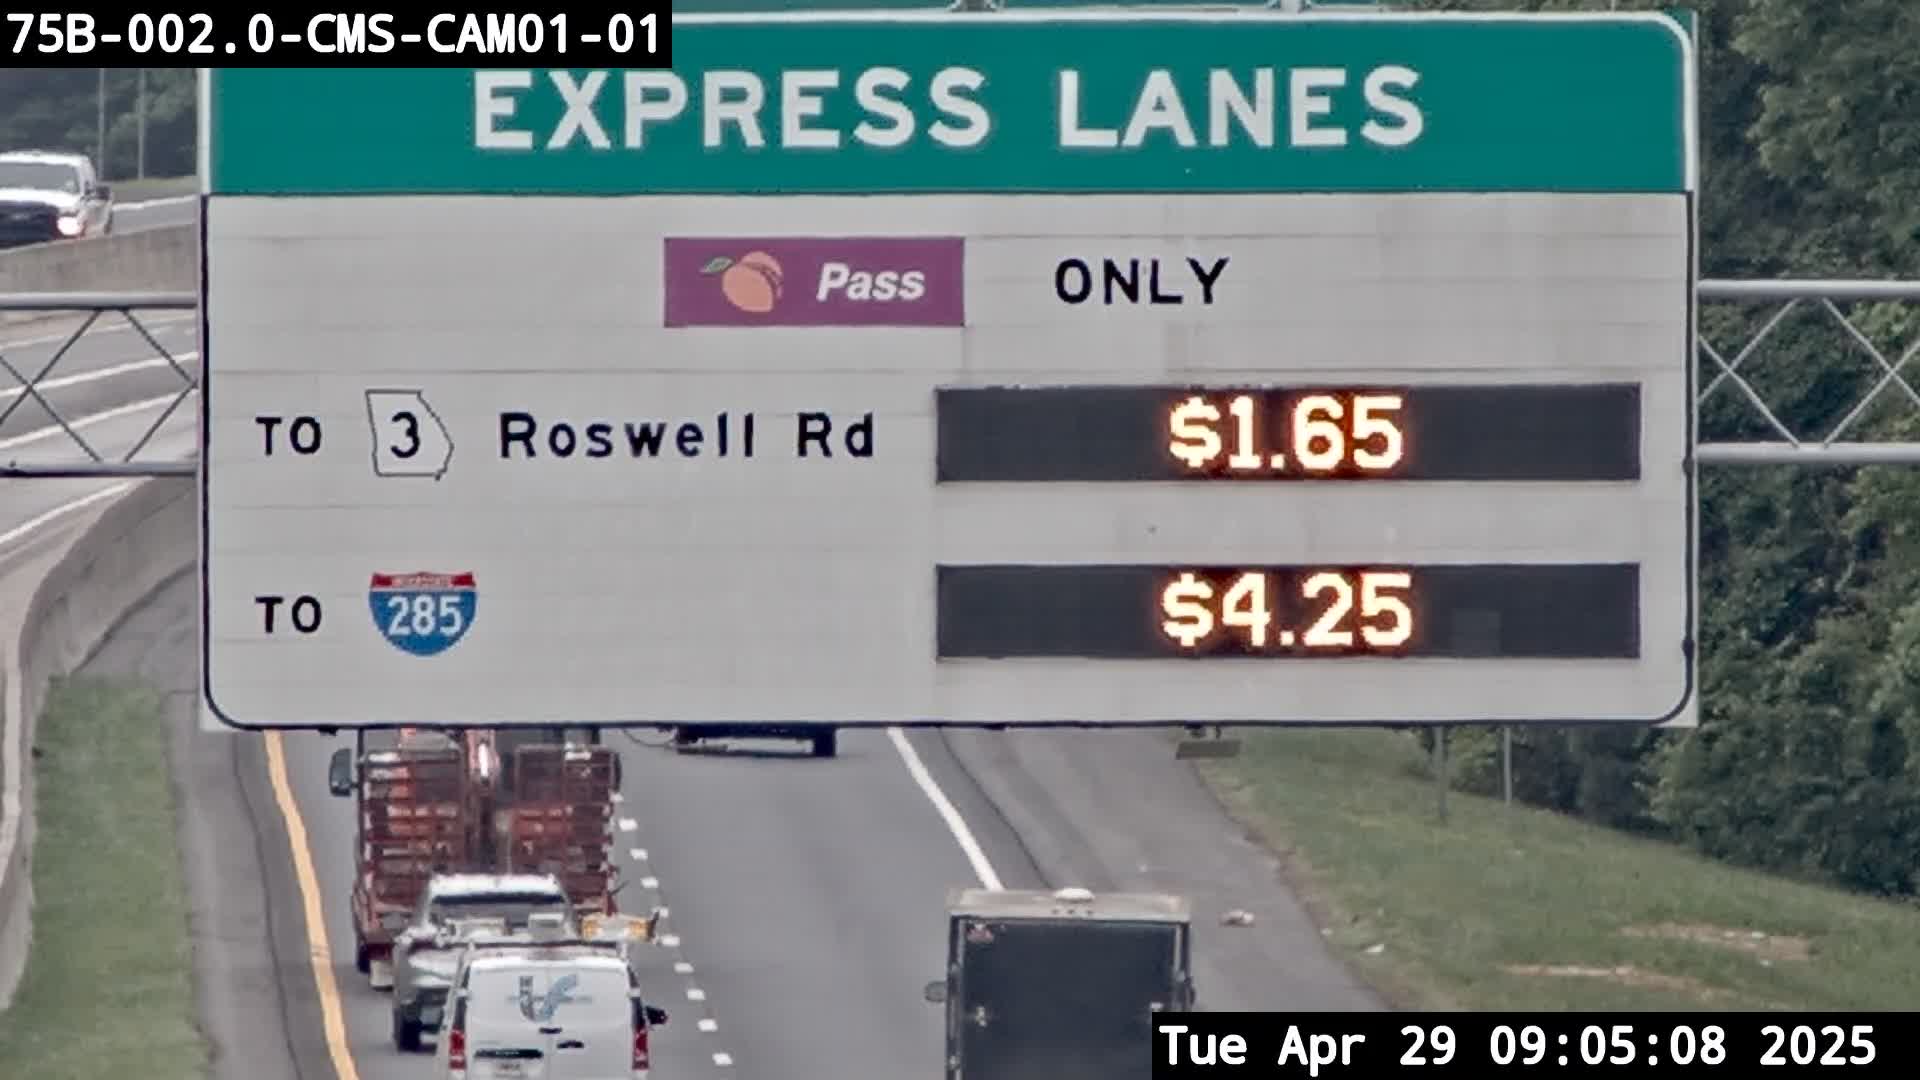 75B-002.0-CMS-CAM01-01
EXPRESS LANES
Pass ONLY
TO 3 Roswell Rd $1.65
INTERSTATE
TO 285 $4.25
Tue Apr 29 09:05:08 2025